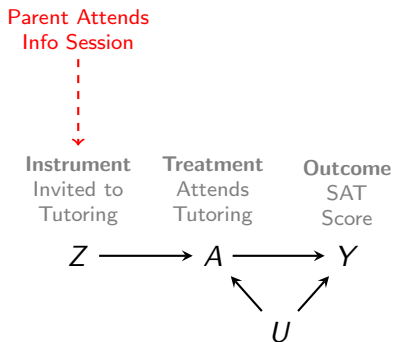 Parent Attends
Info Session
Instrument
Invited to
Tutoring
Treatment
Attends
Tutoring
Outcome
SAT
Score
Z
A
Y
U